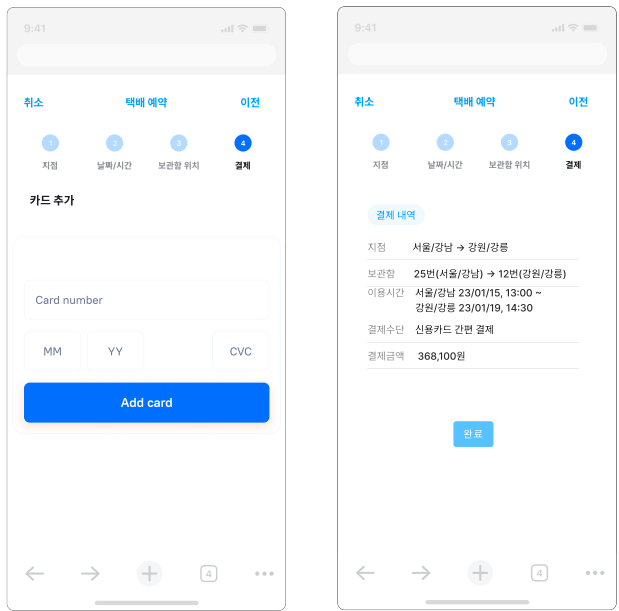 9:41
취소 택배 예약 이전
1 2 3 4
지점 날짜/시간 보관함 위치 결제
카드 추가
Card number
MM YY CVC
Add card
4
9:41
취소 택배 예약 이전
1 2 3 4
지점 날짜/시간 보관함 위치 결제
결제 내역
지점 서울/강남 → 강원/강릉
보관함 25번(서울/강남) → 12번(강원/강릉)
이용시간 서울/강남 23/01/15, 13:00 ~
강원/강릉 23/01/19, 14:30
결제수단 신용카드 간편 결제
결제금액 368,100원
완료
4